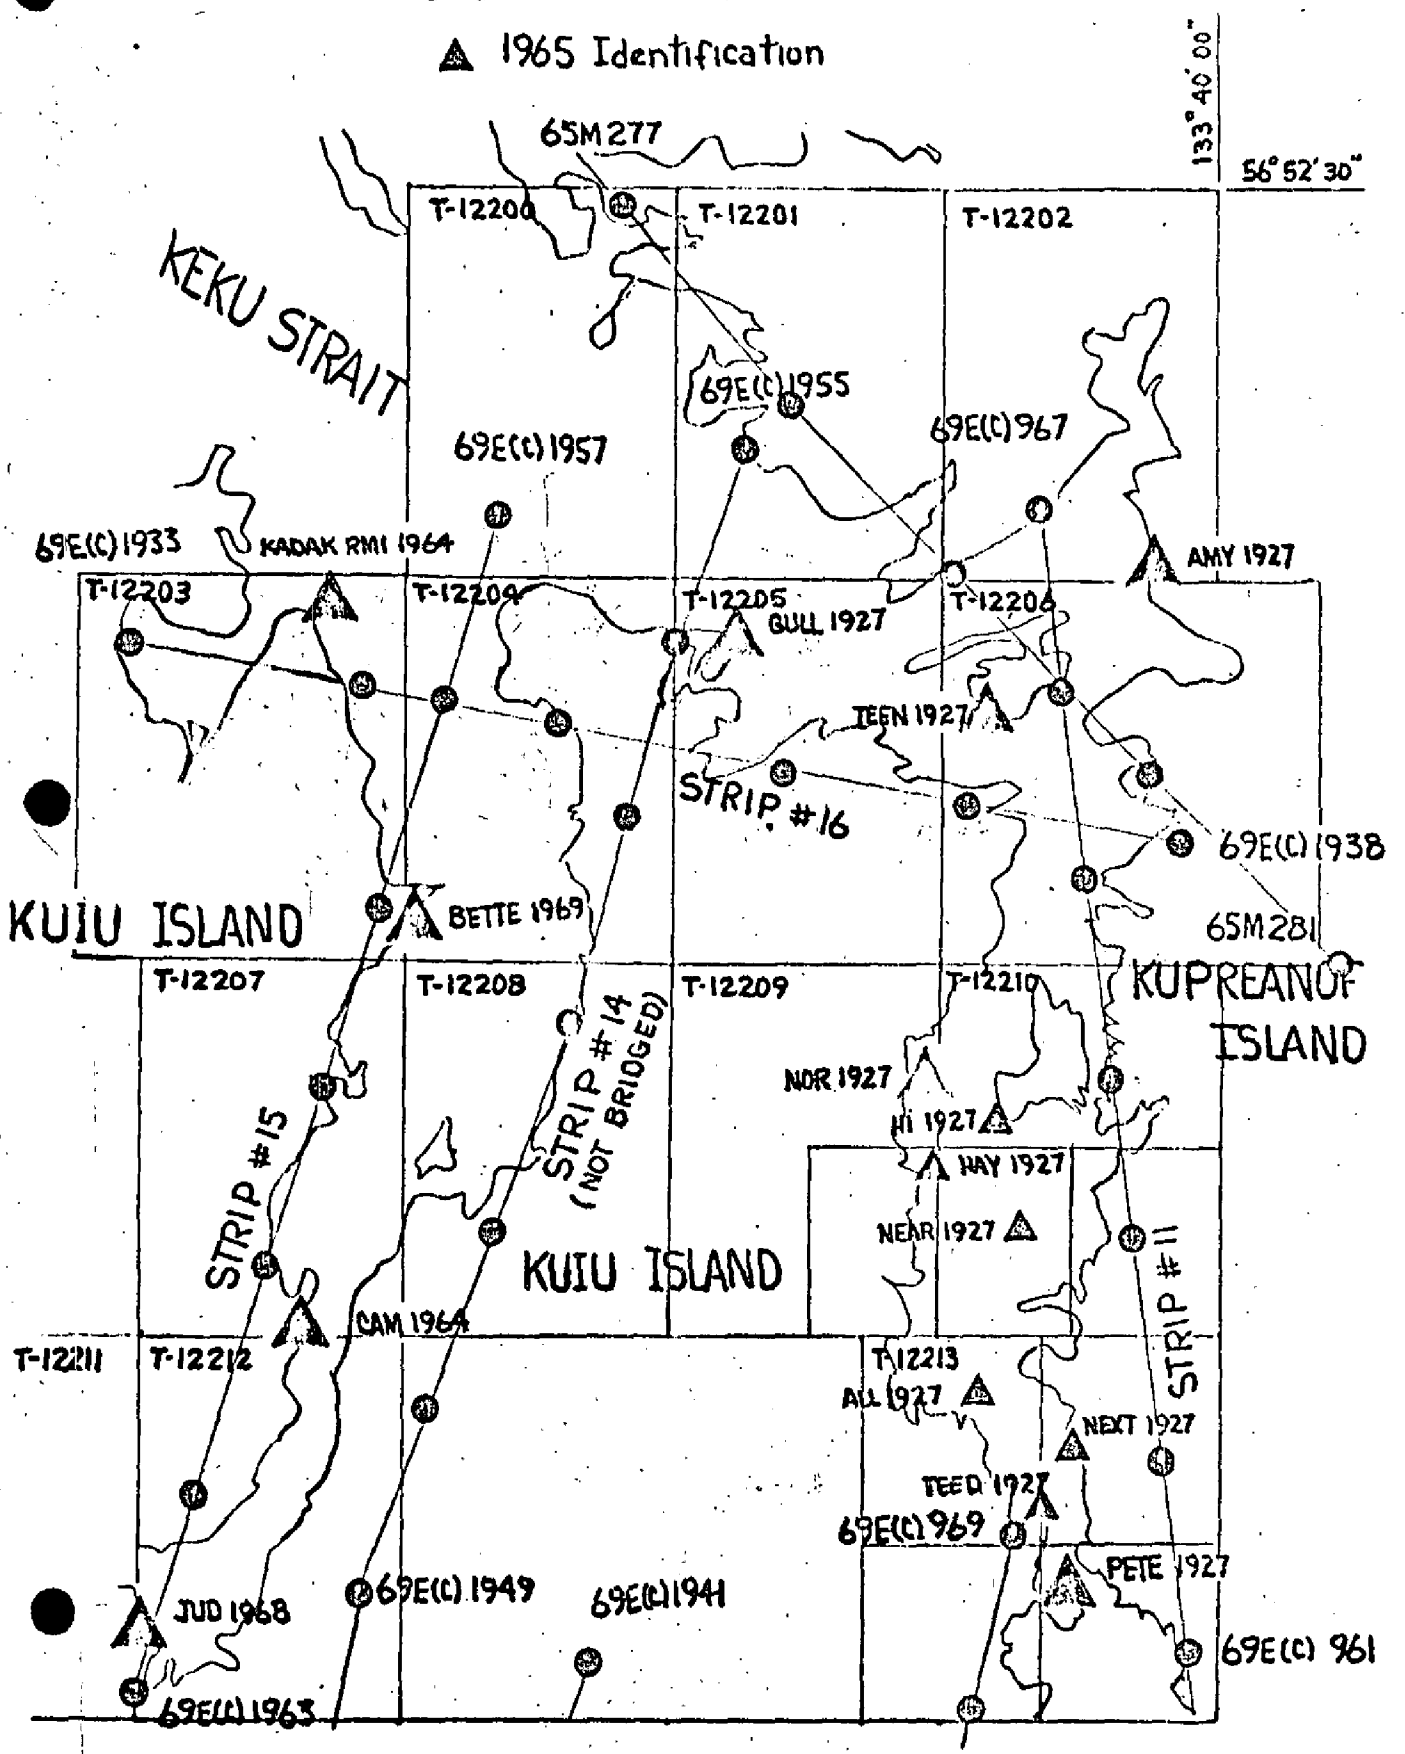 1965 Identification
133° 40' 00"
56° 52' 30"
65M277
T-12200
T-12201
T-12202
KEKU STRAIT
69E(C)1955
69E(C)967
69E(C)1957
69E(C)1933
KADAK RM1 1964
AMY 1927
T-12203
T-12204
T-12205
T-12206
GULL 1927
TEEN 1927
STRIP #16
69E(C)1938
KUIU ISLAND
BETTE 1969
65M281
T-12207
T-12208
T-12209
T-12210
KUPREANOF
ISLAND
STRIP #14
(NOT BRIDGED)
NOR 1927
HI 1927
STRIP #15
HAY 1927
NEAR 1927
KUIU ISLAND
STRIP #11
CAM 1964
T-12211
T-12212
T-12213
ALL 1927
NEXT 1927
TEED 1927
69E(C)969
PETE 1927
69E(C)1949
69E(C)1941
JUD 1968
69E(C) 961
69E(C)1963